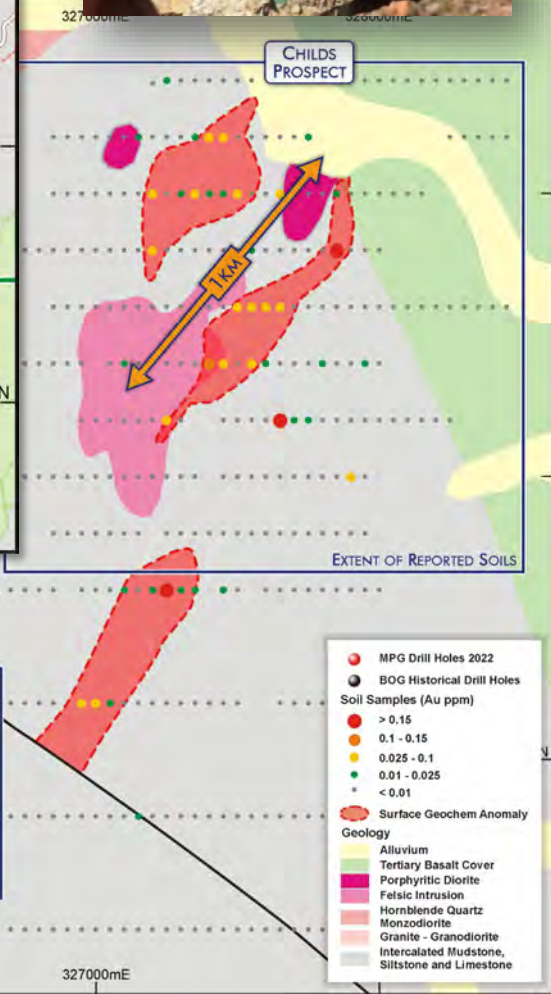 327000mE
328000mE
CHILDS
PROSPECT
1KM
N
EXTENT OF REPORTED SOILS
MPG Drill Holes 2022
BOG Historical Drill Holes
Soil Samples (Au ppm)
> 0.15
0.1 - 0.15
0.025 - 0.1
0.01 - 0.025
< 0.01
Surface Geochem Anomaly
Geology
Alluvium
Tertiary Basalt Cover
Porphyritic Diorite
Felsic Intrusion
Hornblende Quartz
Monzodiorite
Granite - Granodiorite
Intercalated Mudstone,
Siltstone and Limestone
N
327000mE